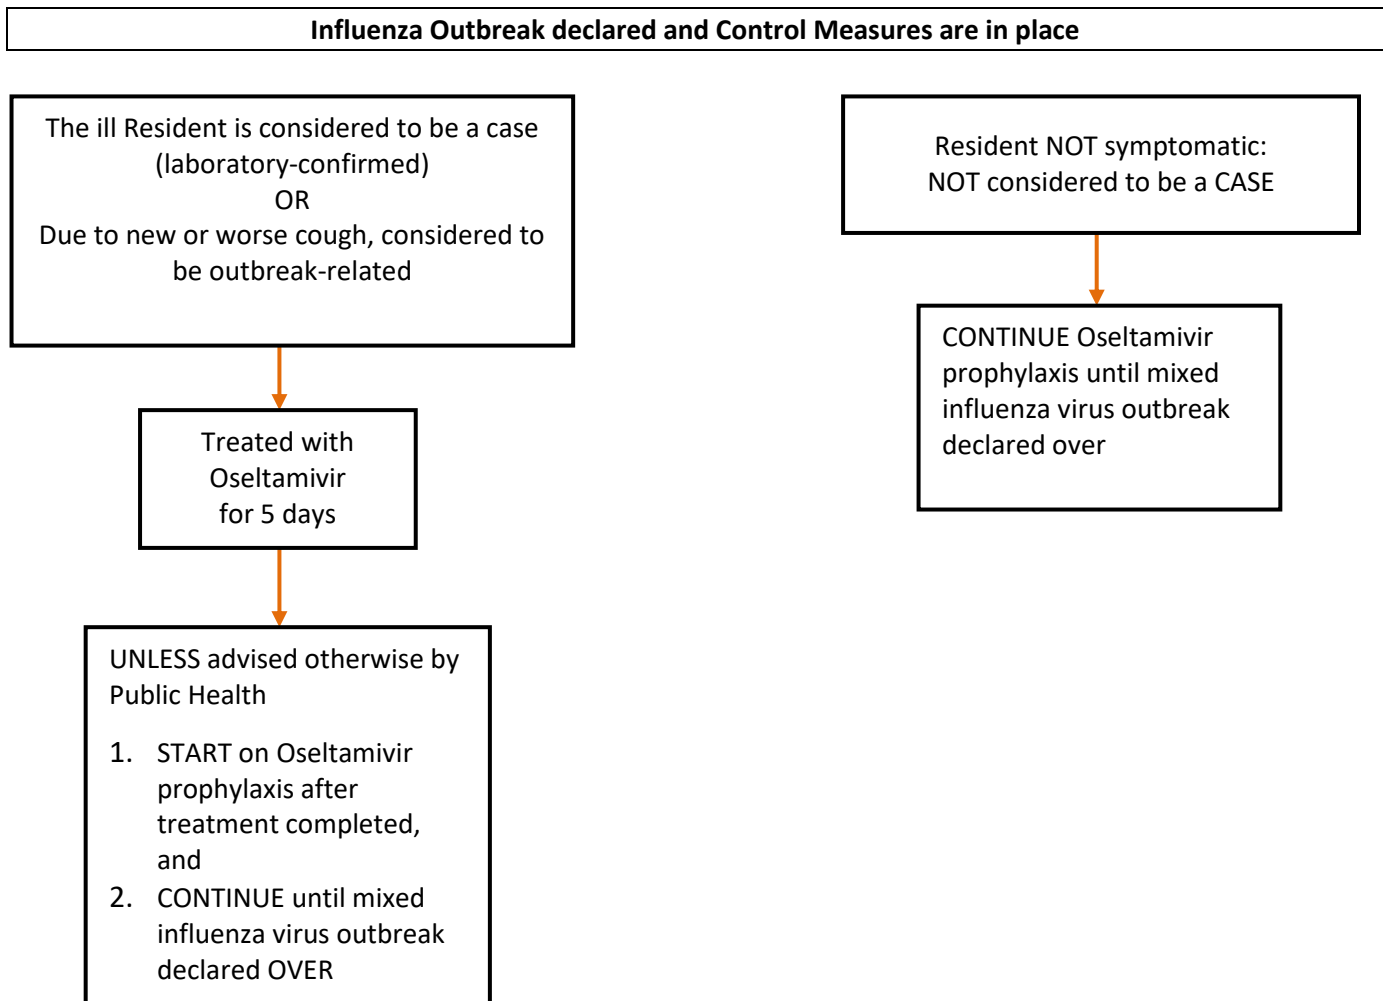 Influenza Outbreak declared and Control Measures are in place
The ill Resident is considered to be a case
(laboratory-confirmed)
OR
Due to new or worse cough, considered to
be outbreak-related
Treated with
Oseltamivir
for 5 days
UNLESS advised otherwise by
Public Health
1. START on Oseltamivir
prophylaxis after
treatment completed,
and
2. CONTINUE until mixed
influenza virus outbreak
declared OVER
Resident NOT symptomatic:
NOT considered to be a CASE
CONTINUE Oseltamivir
prophylaxis until mixed
influenza virus outbreak
declared over